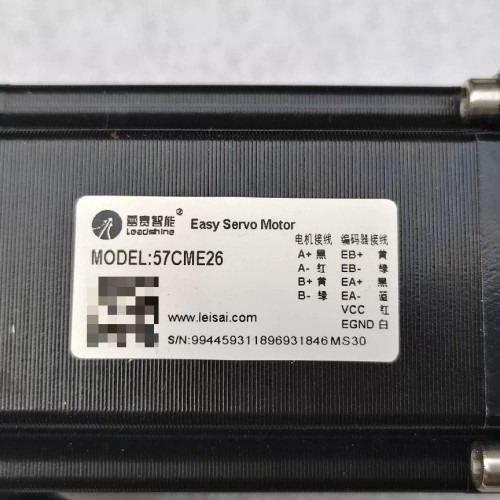 雷赛智能®
Leadshine
Easy Servo Motor
MODEL:57CME26
www.leisai.com
电机接线 编码器接线
A+ 黑 EB+ 黄
A- 红 EB- 绿
B+ 黄 EA+ 黑
B- 绿 EA- 蓝
VCC 红
EGND 白
S/N:994459311896931846 MS30